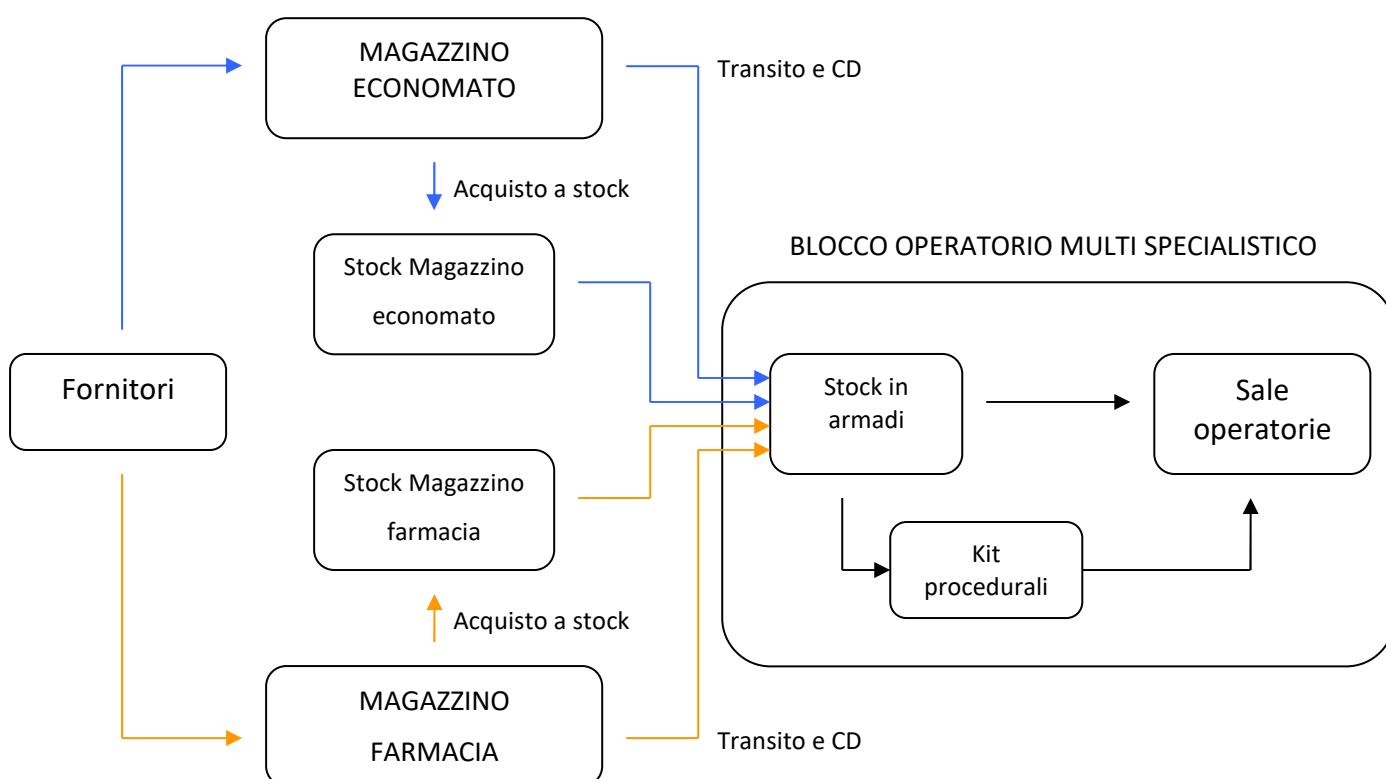 MAGAZZINO
ECONOMATO
Transito e CD
Acquisto a stock
Stock Magazzino
economato
BLOCCO OPERATORIO MULTI SPECIALISTICO
Fornitori
Stock in
armadi
Sale
operatorie
Stock Magazzino
farmacia
Kit
procedurali
Acquisto a stock
MAGAZZINO
FARMACIA
Transito e CD